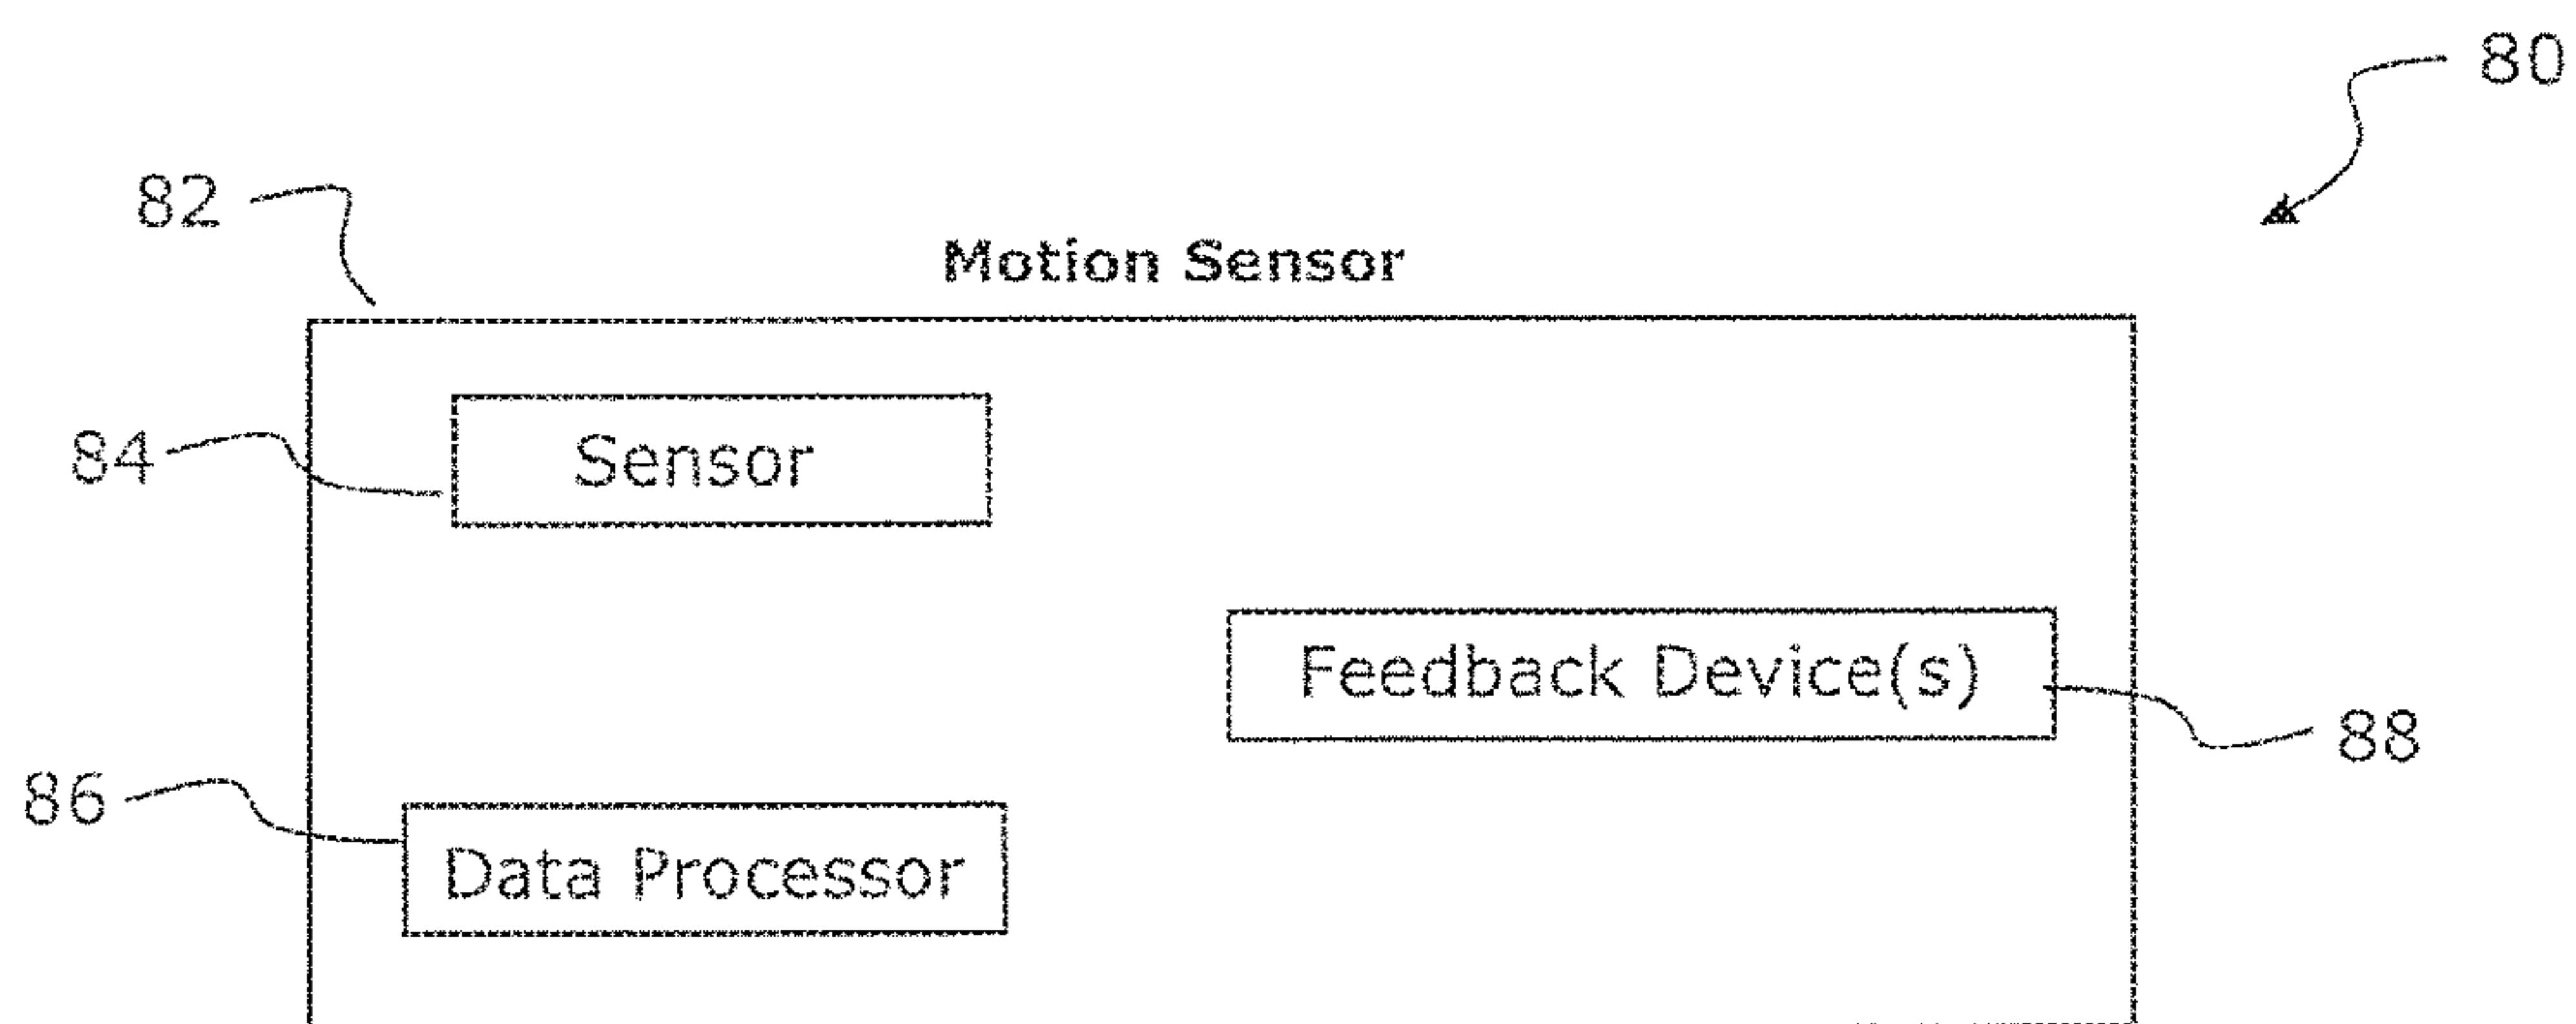 80
82
Motion Sensor
84
Sensor
Feedback Device(s)
88
86
Data Processor